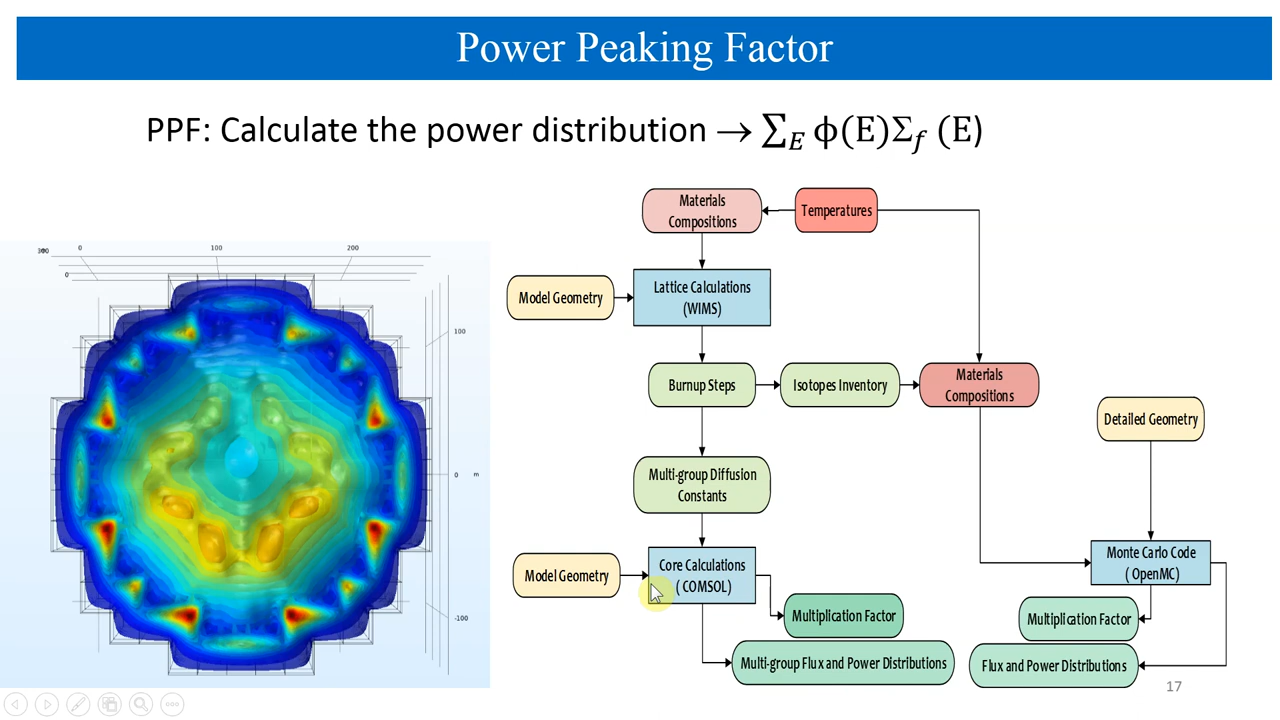 Power Peaking Factor
PPF: Calculate the power distribution → ∑_E ϕ(E)Σ_f (E)
0
100
200
0
100
0
m
-100
Materials
Compositions
Temperatures
Model Geometry
Lattice Calculations
(WIMS)
Burnup Steps
Isotopes Inventory
Materials
Compositions
Detailed Geometry
Multi-group Diffusion
Constants
Model Geometry
Core Calculations
( COMSOL)
Monte Carlo Code
( OpenMC)
Multiplication Factor
Multiplication Factor
Multi-group Flux and Power Distributions
Flux and Power Distributions
17